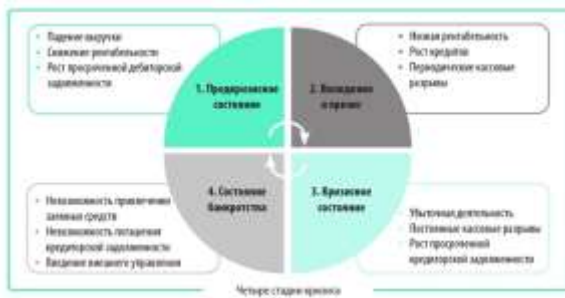 • Падение выручки
• Снижение рентабельности
• Рост просроченной дебиторской
задолженности
1. Предкризисное
состояние
• Низкая рентабельность
• Рост кредитов
• Периодические кассовые
разрывы
2. Вхождение
в кризис
• Невозможность привлечения
заемных средств
• Невозможность погашения
кредиторской задолженности
• Введение внешнего управления
4. Состояние
банкротства
3. Кризисное
состояние
• Убыточная деятельность
• Постоянные кассовые разрывы
• Рост просроченной
кредиторской задолженности
Четыре стадии кризиса